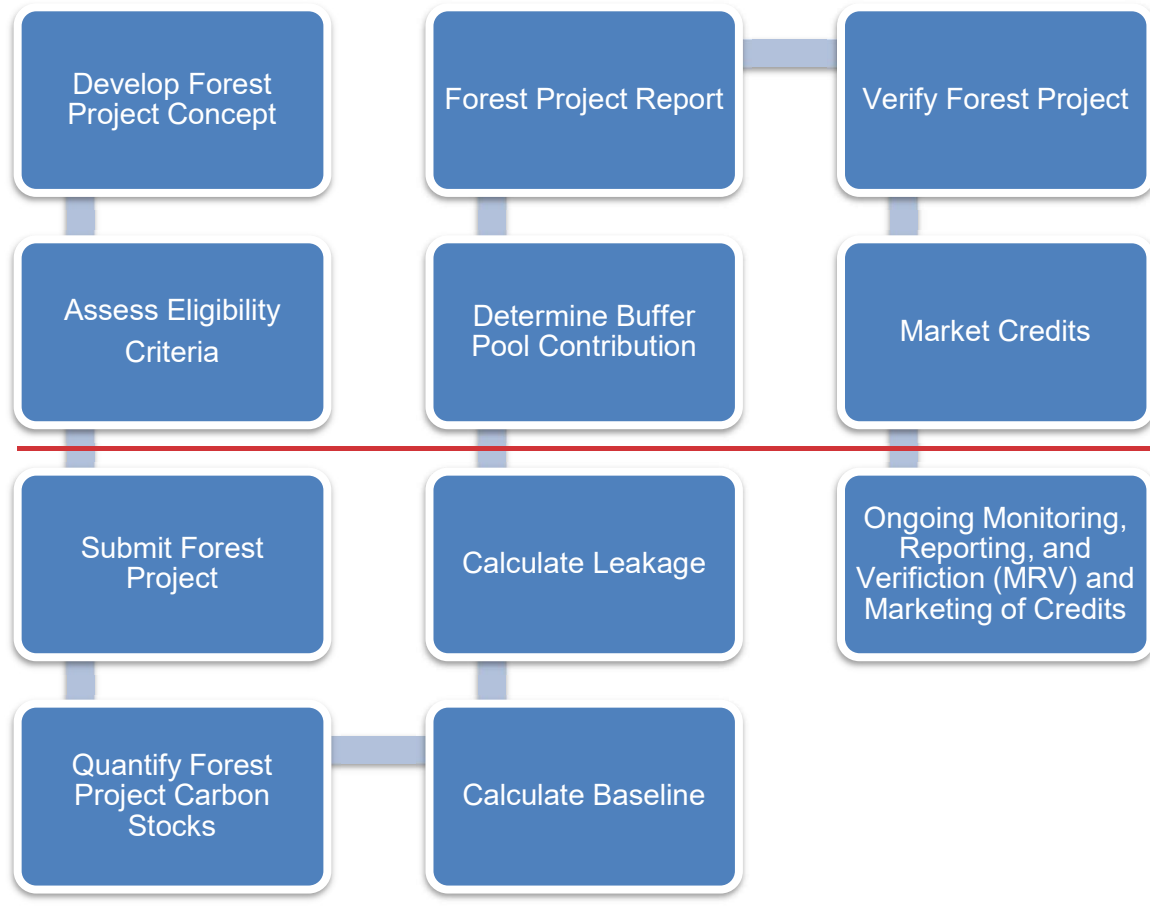 Develop Forest
Project Concept
Assess Eligibility
Criteria
Submit Forest
Project
Quantify Forest
Project Carbon
Stocks
Calculate Baseline
Calculate Leakage
Determine Buffer
Pool Contribution
Forest Project Report
Verify Forest Project
Market Credits
Ongoing Monitoring,
Reporting, and
Verifiction (MRV) and
Marketing of Credits